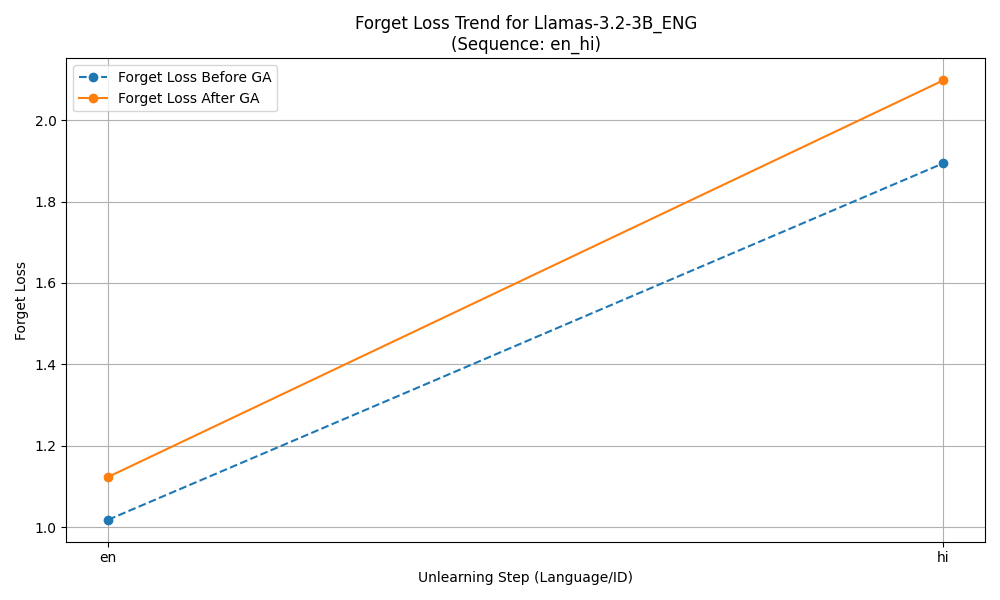 Forget Loss Trend for Llamas-3.2-3B_ENG
(Sequence: en_hi)
Forget Loss Before GA
Forget Loss After GA
Forget Loss
2.0
1.8
1.6
1.4
1.2
1.0
en
hi
Unlearning Step (Language/ID)